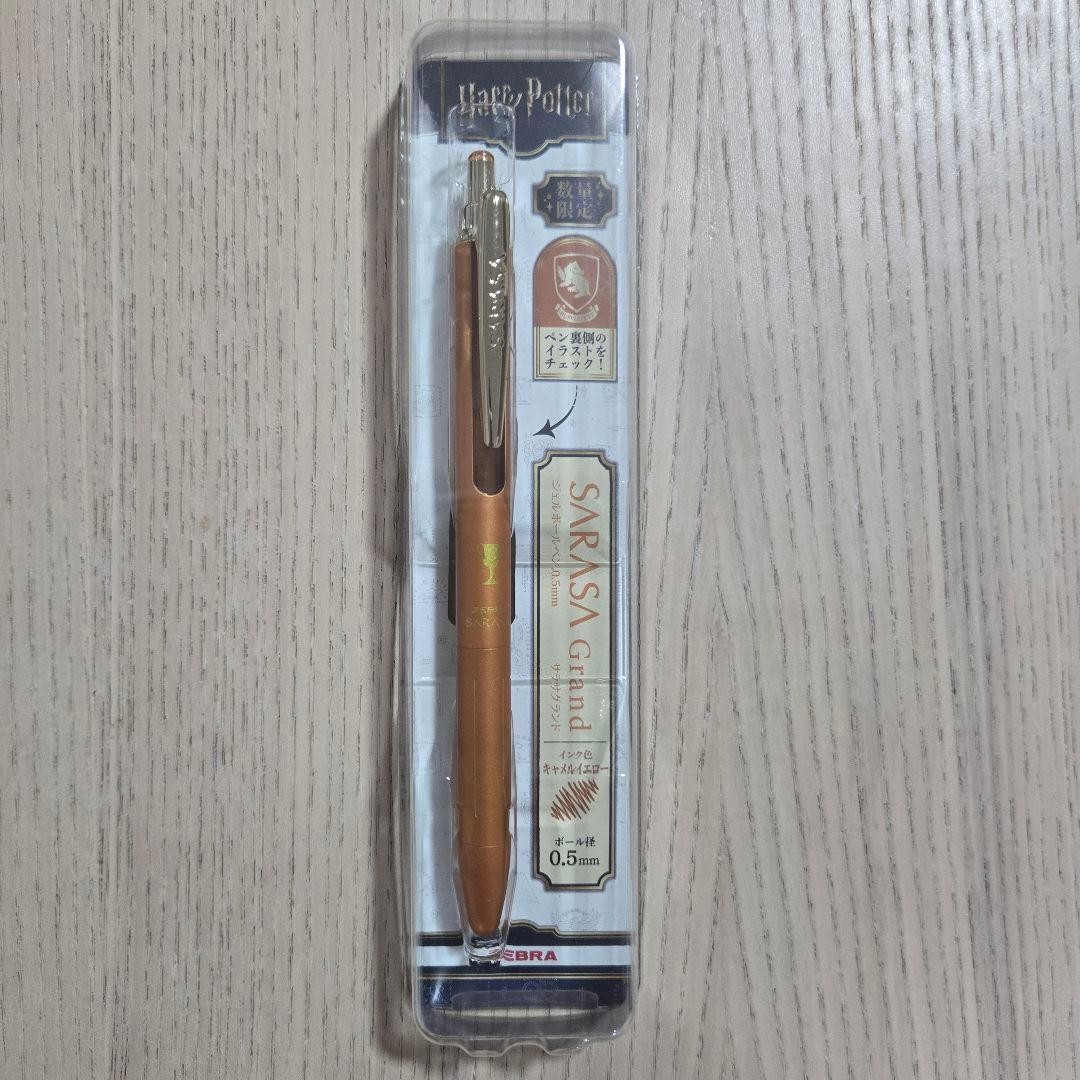 Harry Potter
数量
限定
ペン裏側の
イラストを
チェック！
SARASA
SARASA Grand
ジェルボールペン 0.5mm
サラサグランド
ZEBR
SARAS
インク色
キャメルイエロー
ボール径
0.5mm
ZEBRA